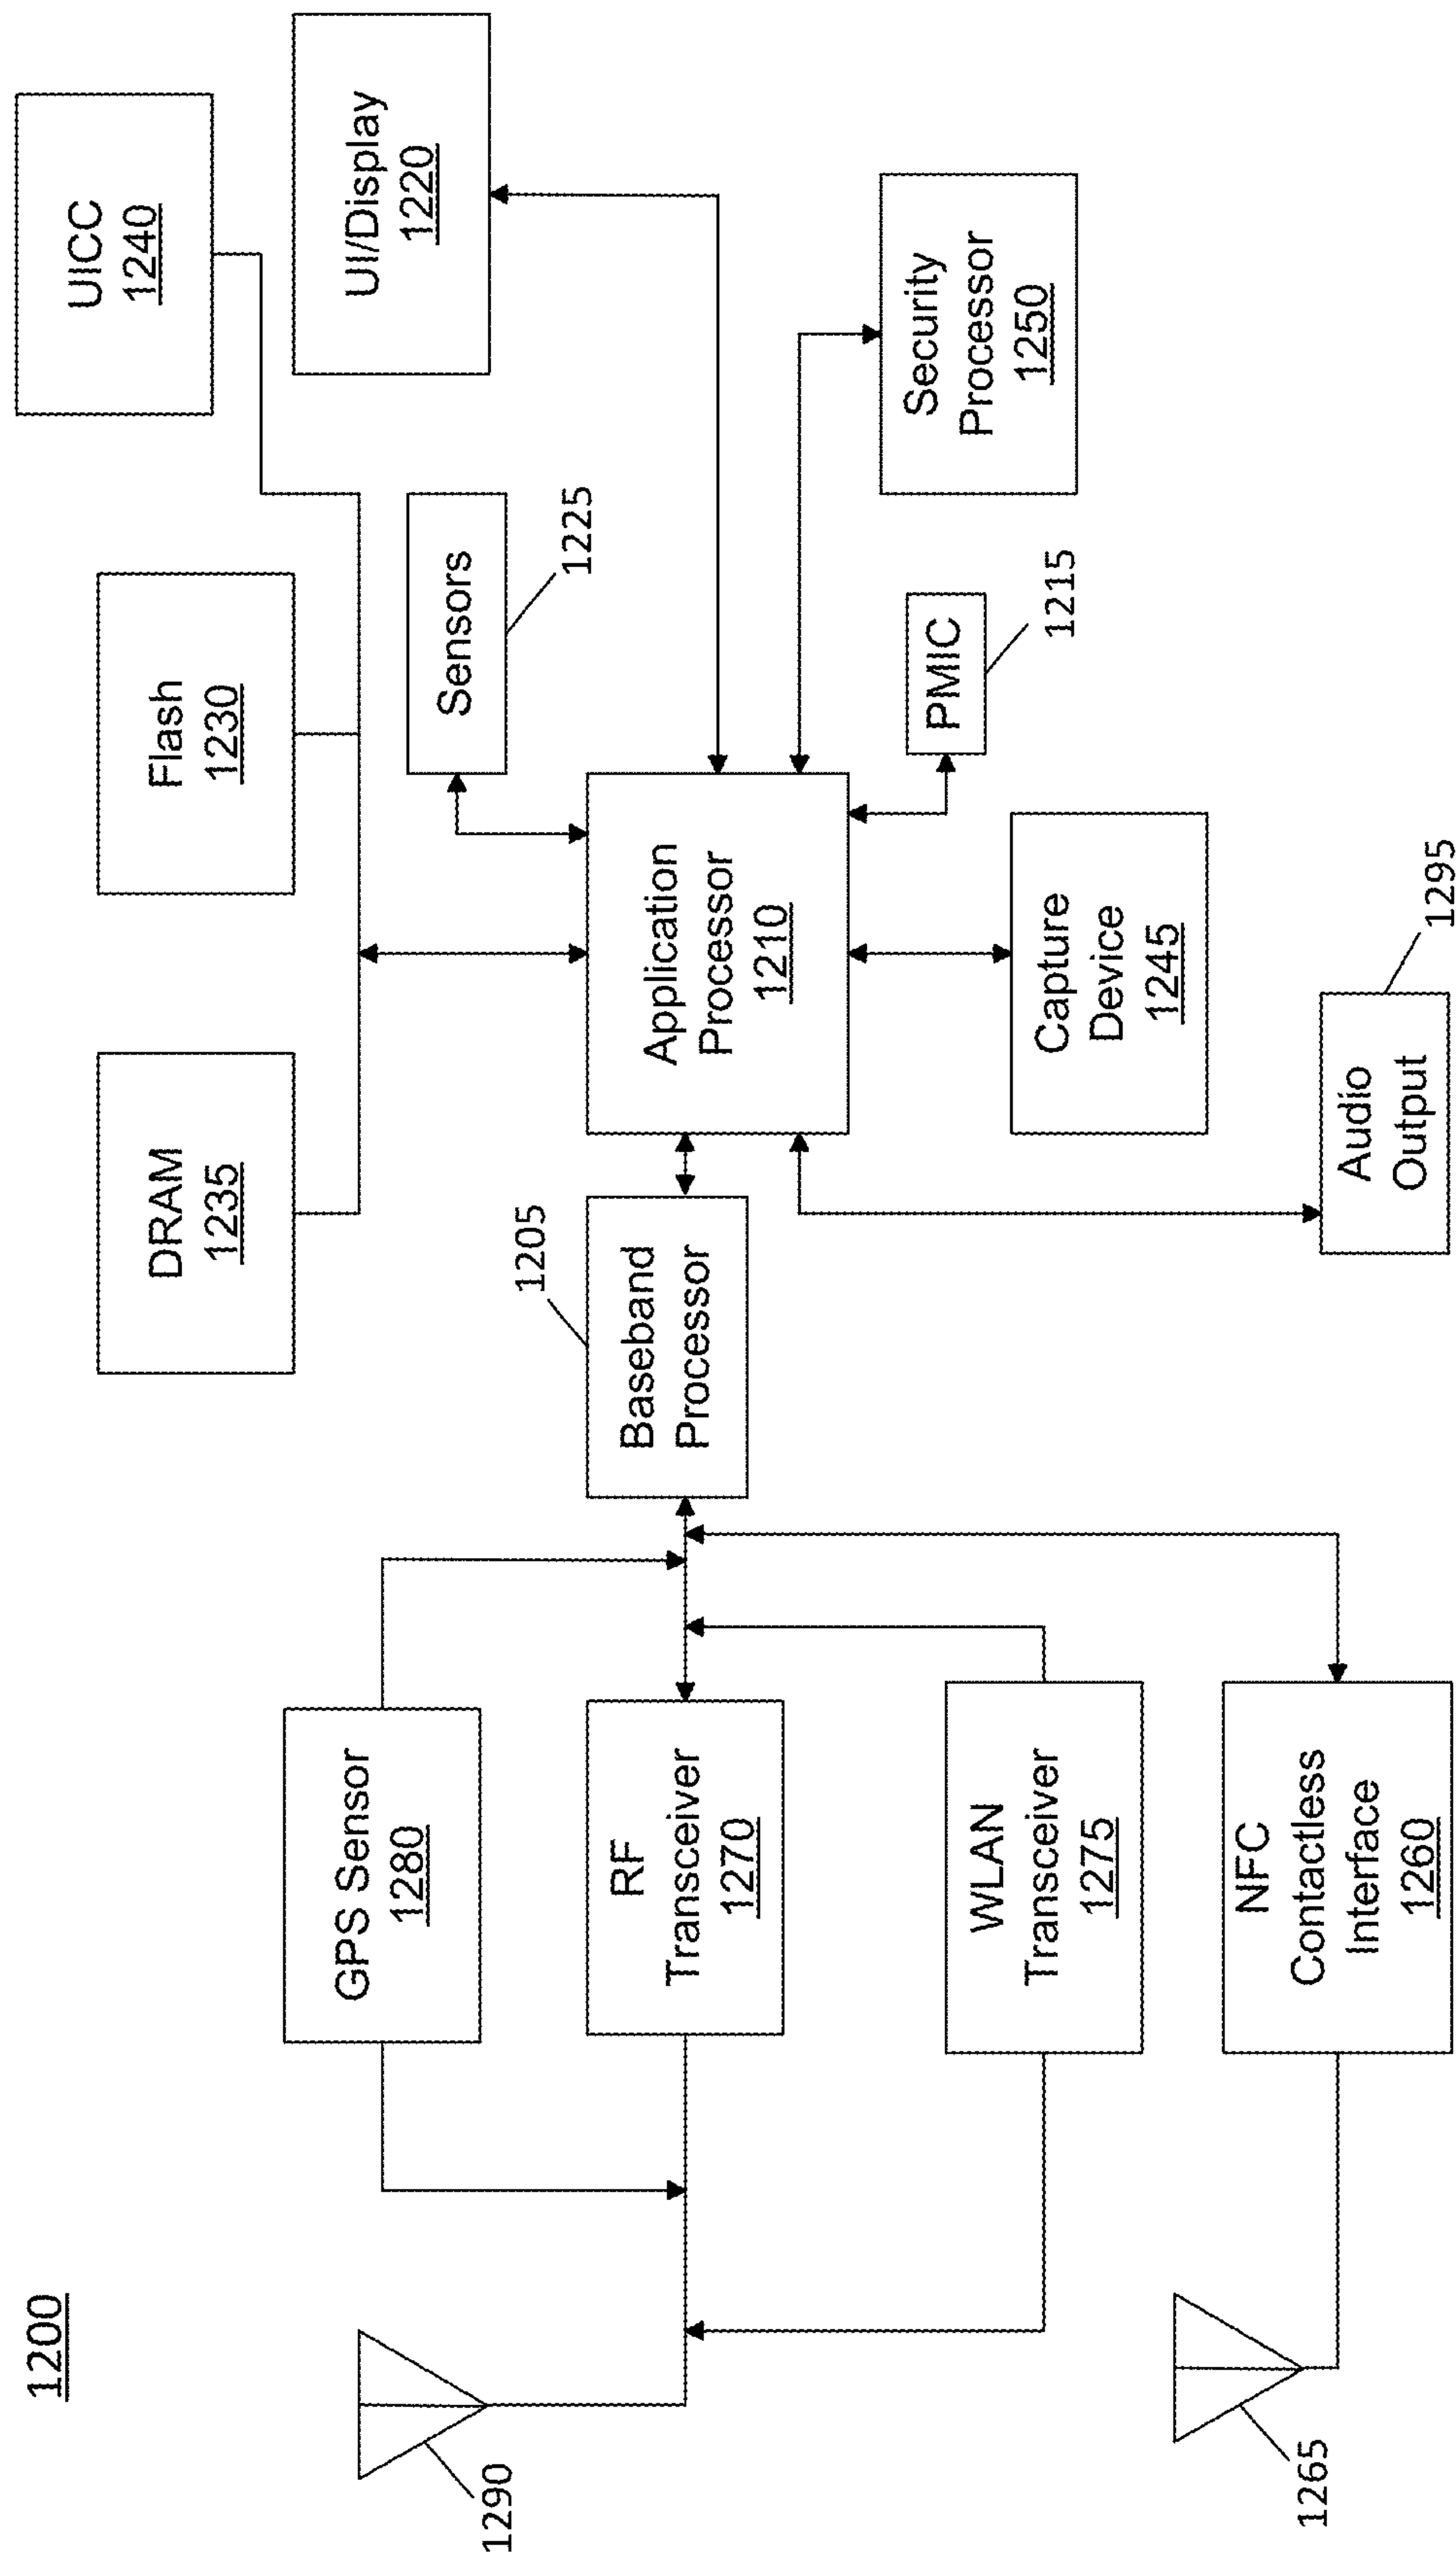 1200
UICC
1240
DRAM
1235
Flash
1230
UI/Display
1220
GPS Sensor
1280
1290
Sensors
1225
1205
Baseband
Processor
RF
Transceiver
1270
Application
Processor
1210
Security
Processor
1250
PMIC
1215
WLAN
Transceiver
1275
Capture
Device
1245
NFC
Contactless
Interface
1260
1265
Audio
Output
1295